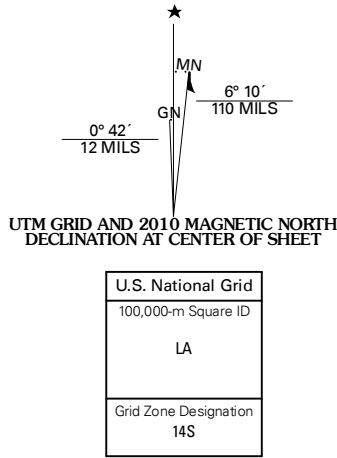 MN
6° 10´
110 MILS
GN
0° 42´
12 MILS
UTM GRID AND 2010 MAGNETIC NORTH
DECLINATION AT CENTER OF SHEET
U.S. National Grid
100,000-m Square ID
LA
Grid Zone Designation
14S